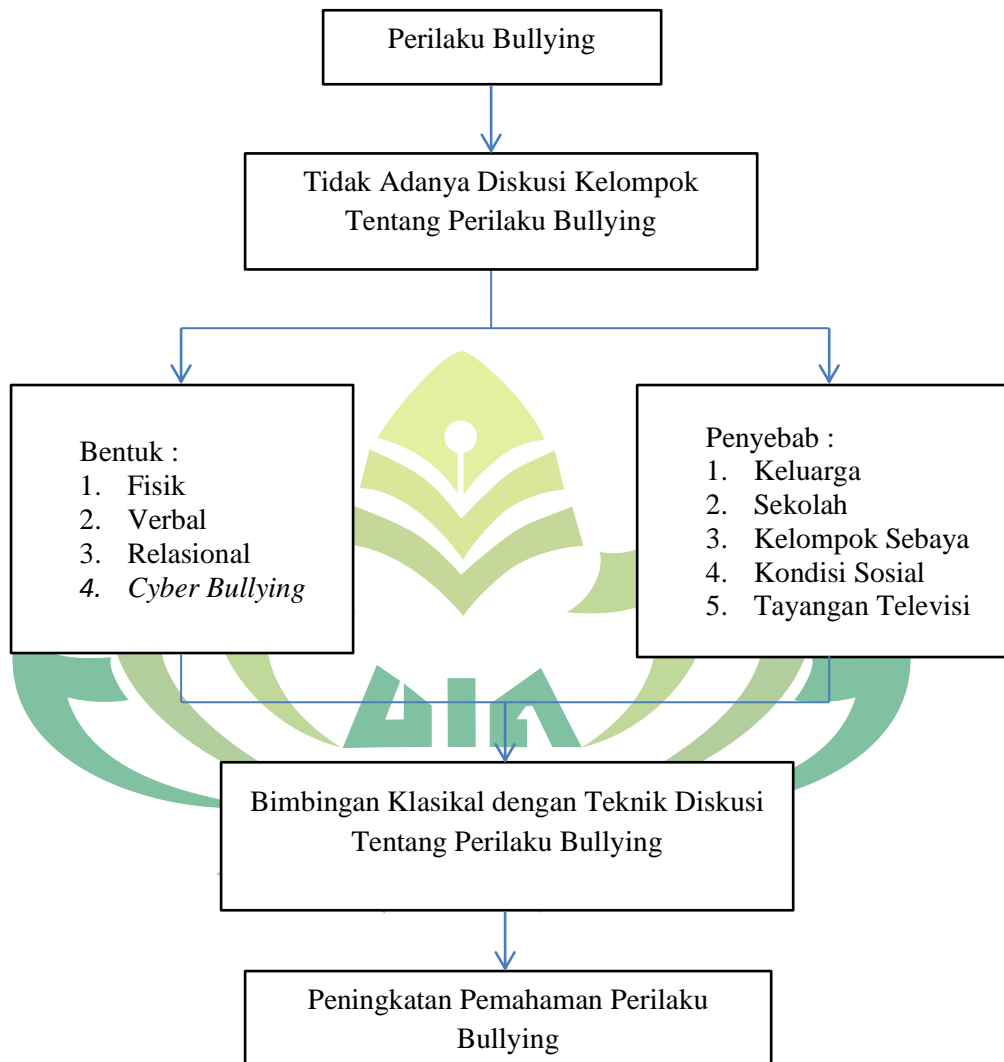 Perilaku Bullying
Tidak Adanya Diskusi Kelompok
Tentang Perilaku Bullying
Bentuk :
1. Fisik
2. Verbal
3. Relasional
4. Cyber Bullying
Penyebab :
1. Keluarga
2. Sekolah
3. Kelompok Sebaya
4. Kondisi Sosial
5. Tayangan Televisi
Bimbingan Klasikal dengan Teknik Diskusi
Tentang Perilaku Bullying
Peningkatan Pemahaman Perilaku
Bullying